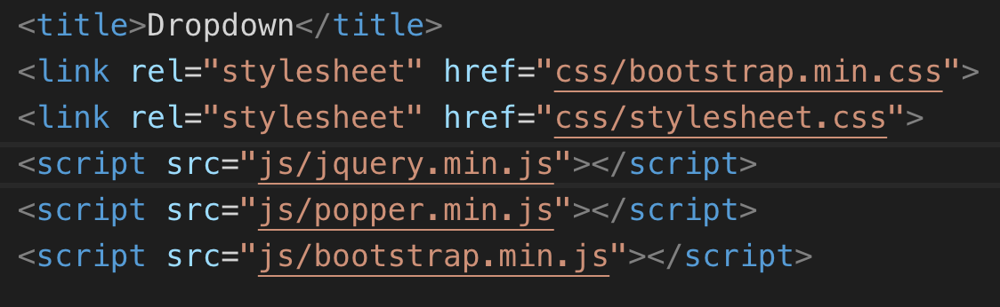 <title>Dropdown</title>
<link rel="stylesheet" href="css/bootstrap.min.css">
<link rel="stylesheet" href="css/stylesheet.css">
<script src="js/jquery.min.js"></script>
<script src="js/popper.min.js"></script>
<script src="js/bootstrap.min.js"></script>